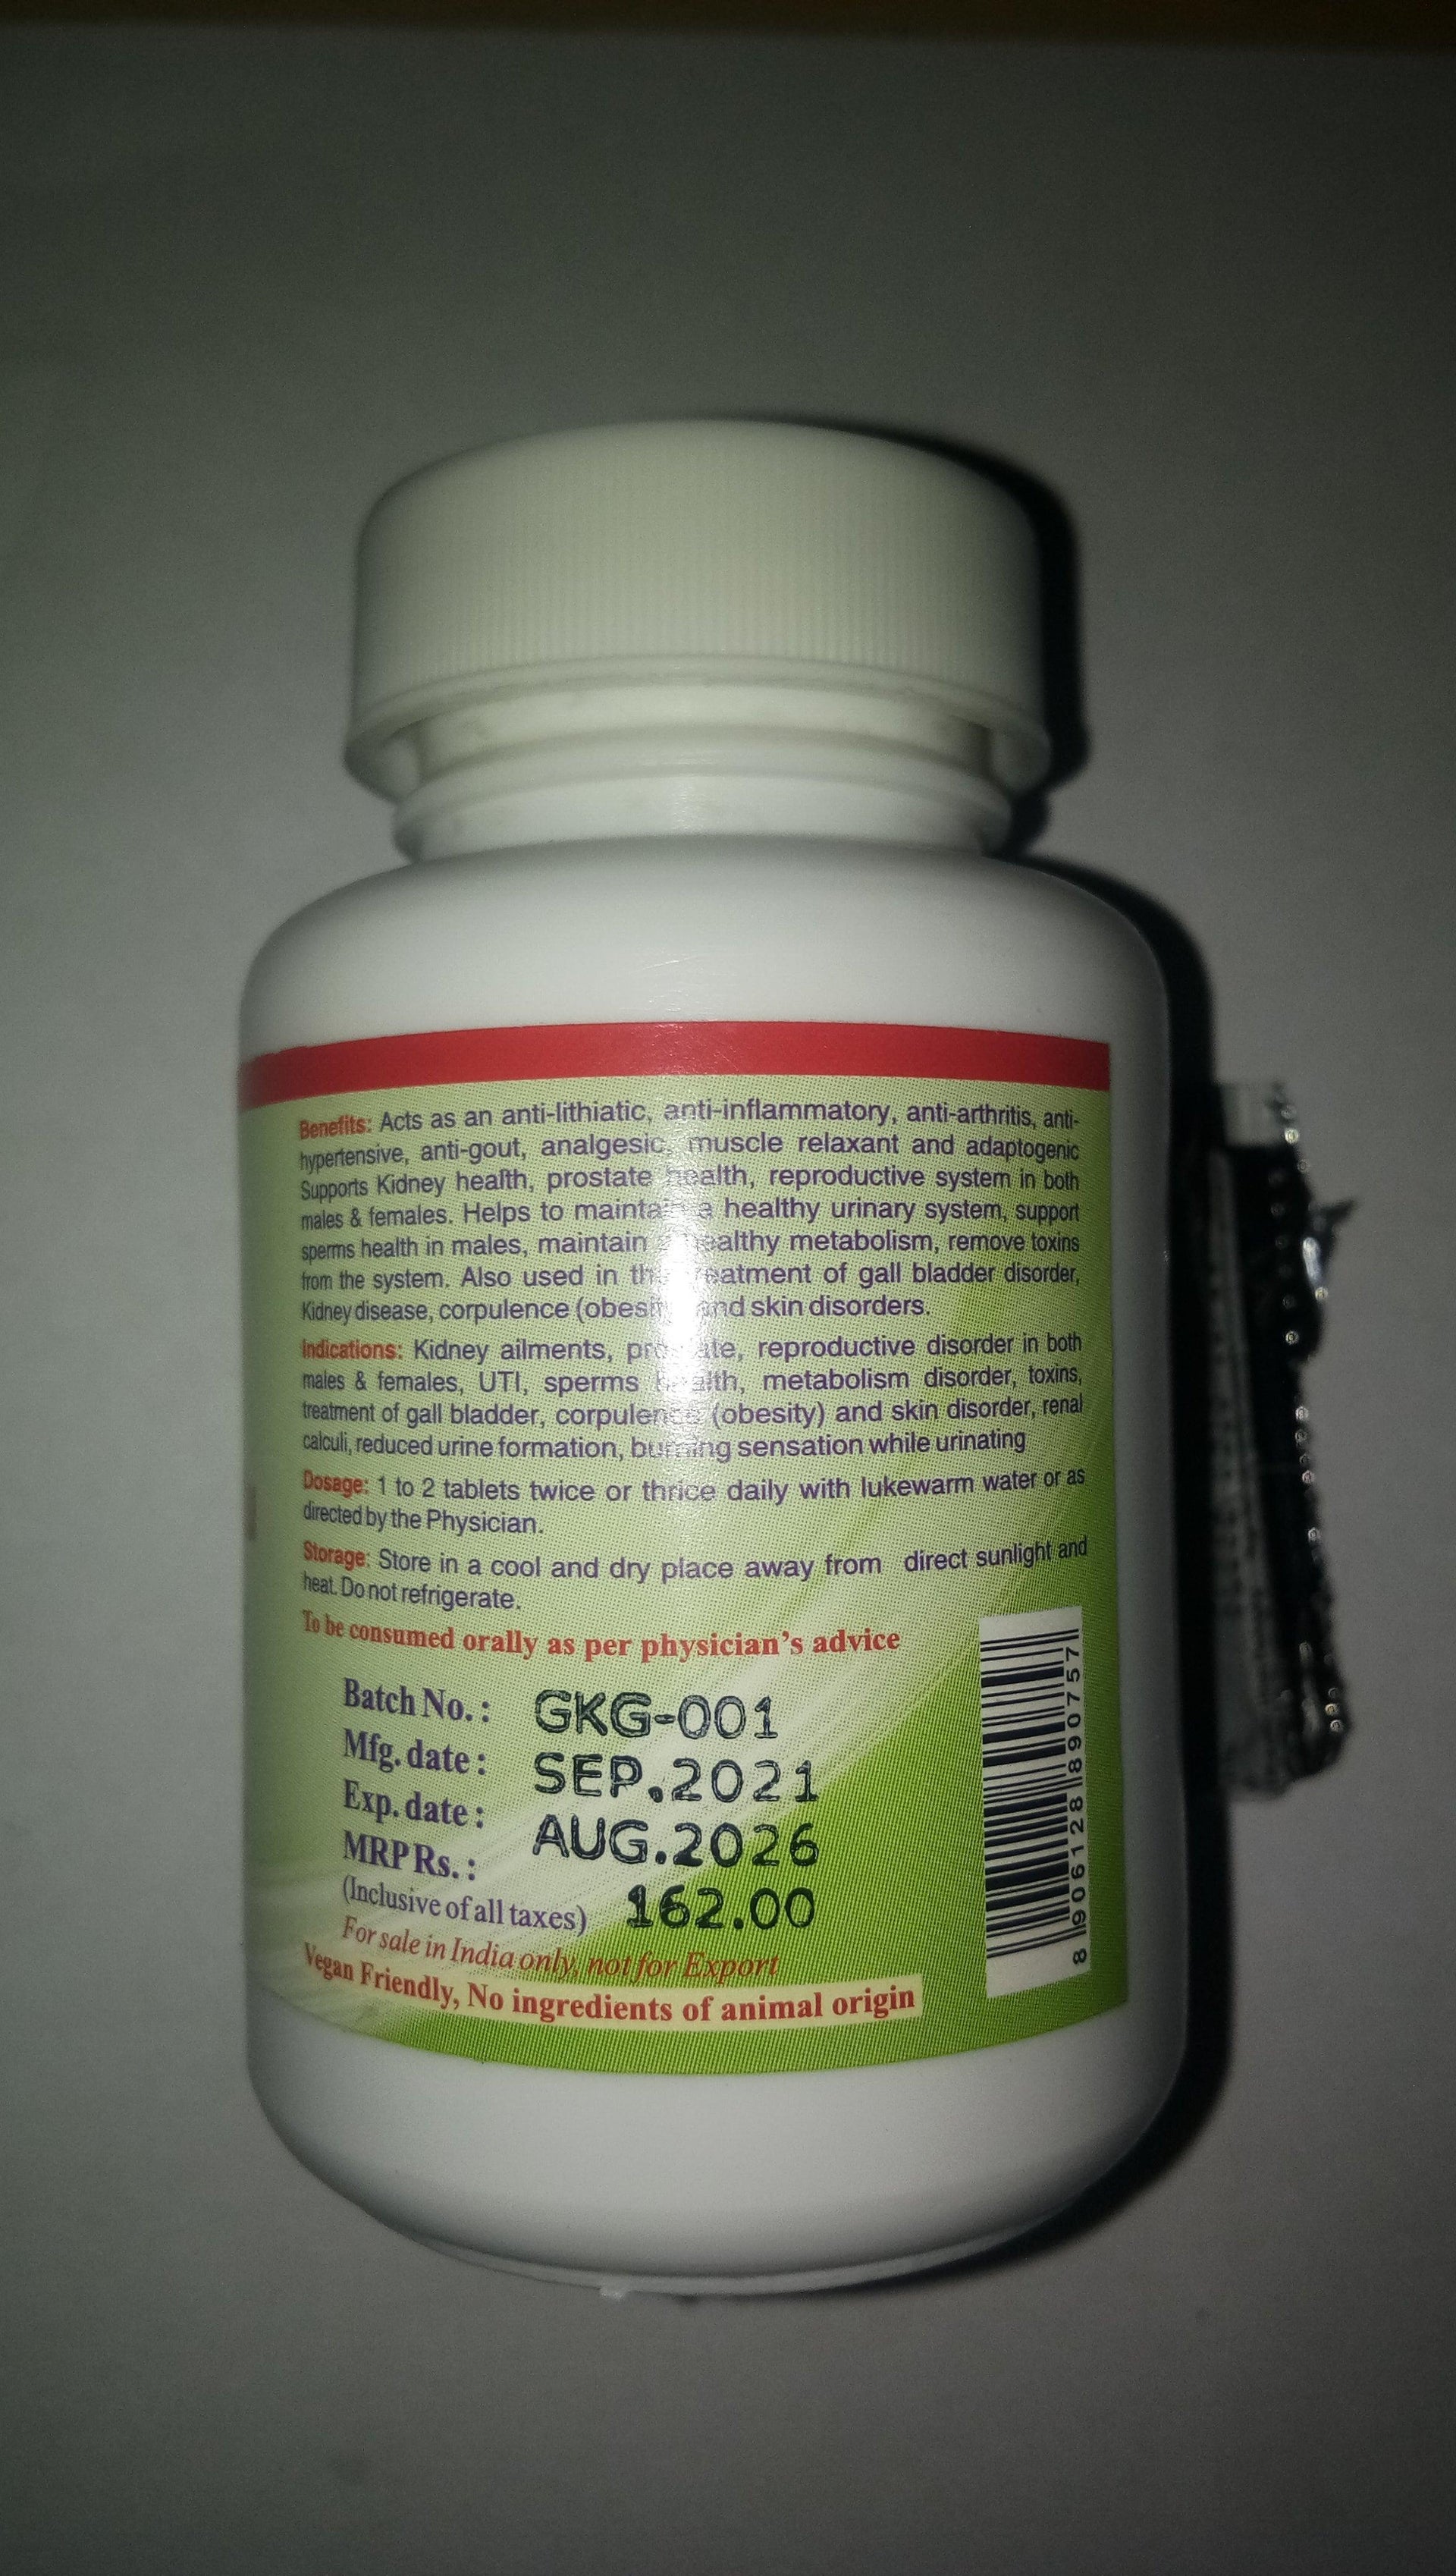 Benefits: Acts as an anti-lithiatic, anti-inflammatory, anti-arthritis, anti-
hypertensive, anti-gout, analgesic, muscle relaxant and adaptogenic
Supports Kidney health, prostate health, reproductive system in both
males & females. Helps to maintain a healthy urinary system, support
sperms health in males, maintain healthy metabolism, remove toxins
from the system. Also used in the treatment of gall bladder disorder,
Kidney disease, corpulence (obesity) and skin disorders.
Indications: Kidney ailments, prostate, reproductive disorder in both
males & females, UTI, sperms health, metabolism disorder, toxins,
treatment of gall bladder, corpulence (obesity) and skin disorder, renal
calculi, reduced urine formation, burning sensation while urinating
Dosage: 1 to 2 tablets twice or thrice daily with lukewarm water or as
directed by the Physician.
Storage: Store in a cool and dry place away from direct sunlight and
heat. Do not refrigerate.
To be consumed orally as per physician's advice
Batch No. : GKG-001
Mfg. date : SEP.2021
Exp. date : AUG.2026
MRP Rs. :
(Inclusive of all taxes) 162.00
For sale in India only, not for Export
Vegan Friendly, No ingredients of animal origin
8 906128 890757